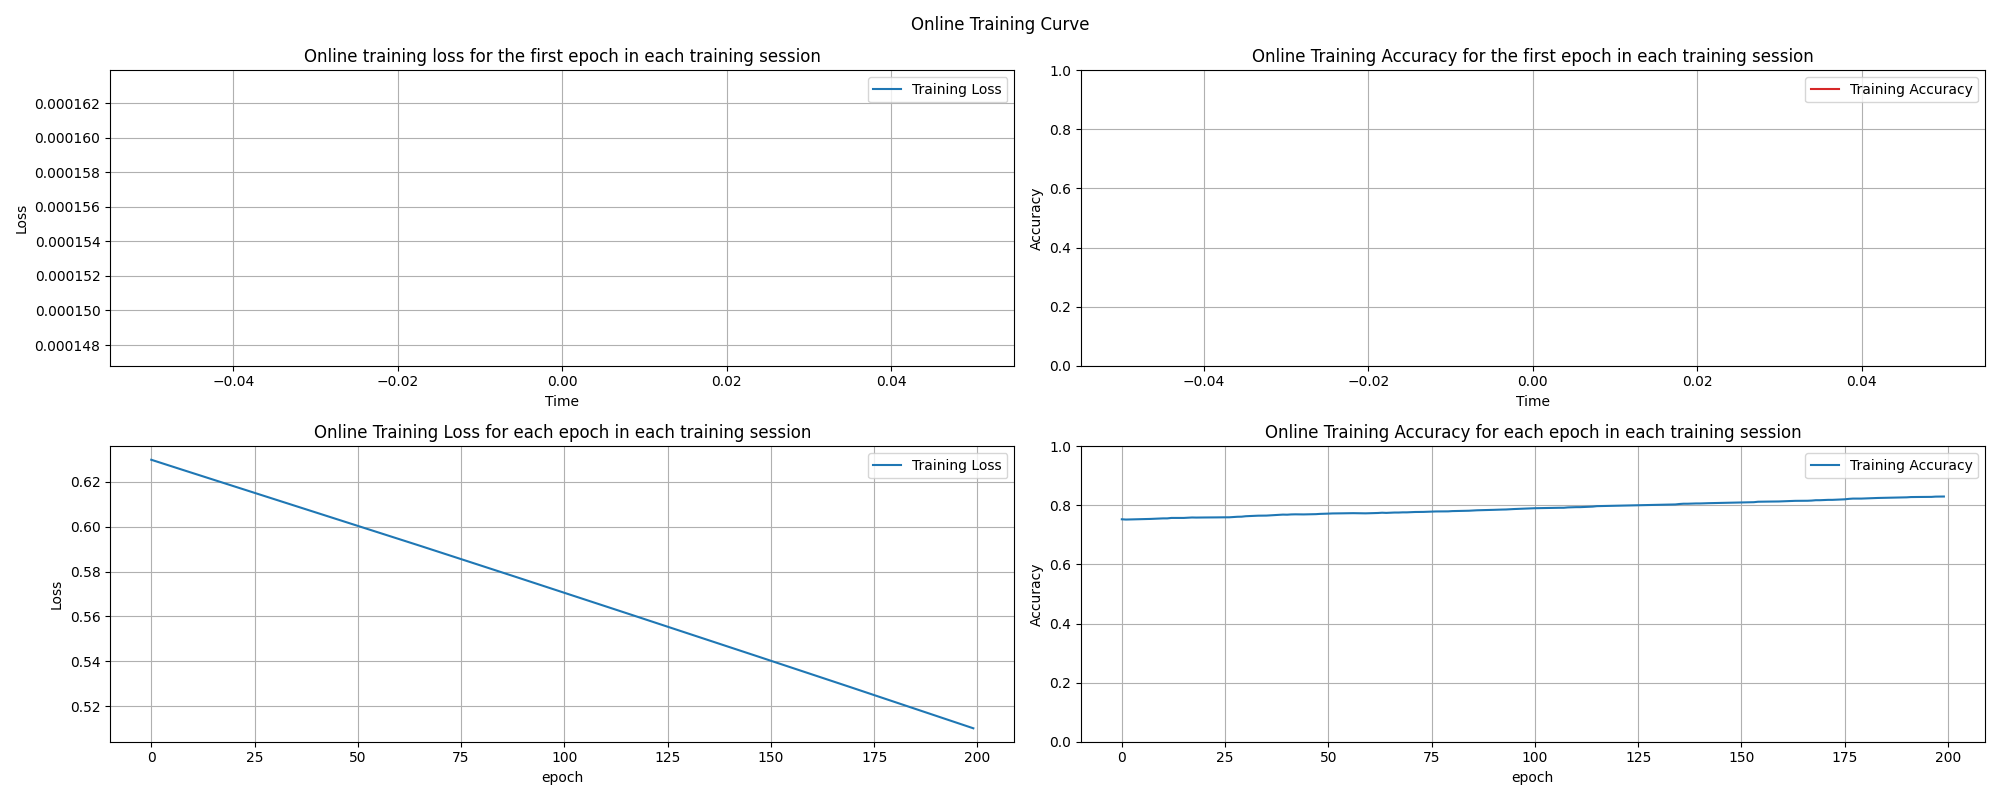 Online Training Curve
Online training loss for the first epoch in each training session
Training Loss
0.000162
0.000160
0.000158
0.000156
0.000154
0.000152
0.000150
0.000148
Loss
−0.04 −0.02 0.00 0.02 0.04
Time
Online Training Accuracy for the first epoch in each training session
Training Accuracy
1.0
0.8
0.6
0.4
0.2
0.0
Accuracy
−0.04 −0.02 0.00 0.02 0.04
Time
Online Training Loss for each epoch in each training session
Training Loss
0.62
0.60
0.58
0.56
0.54
0.52
Loss
0 25 50 75 100 125 150 175 200
epoch
Online Training Accuracy for each epoch in each training session
Training Accuracy
1.0
0.8
0.6
0.4
0.2
0.0
Accuracy
0 25 50 75 100 125 150 175 200
epoch